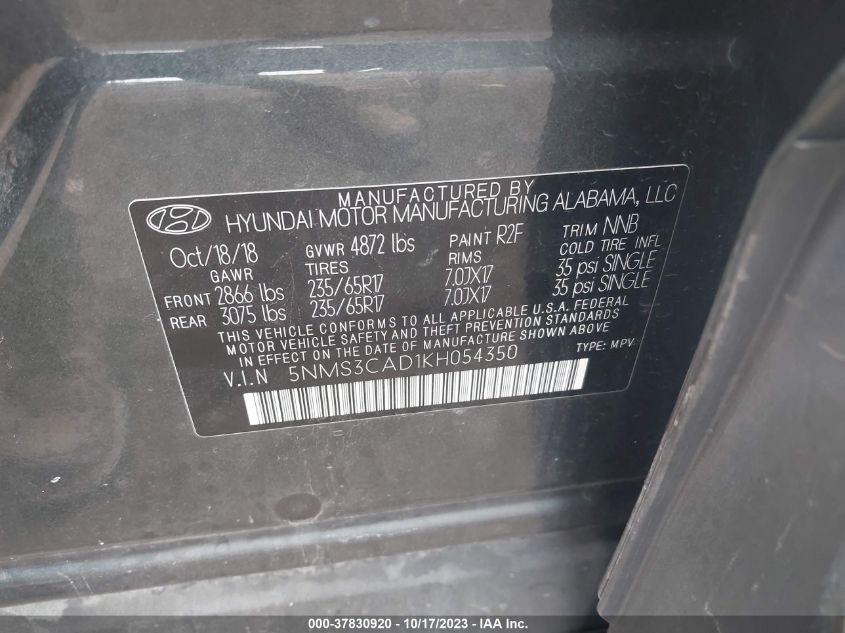 MANUFACTURED BY
HYUNDAI MOTOR MANUFACTURING ALABAMA, LLC
Oct/18/18 GVWR 4872 lbs PAINT R2F TRIM NNB
GAWR TIRES RIMS COLD TIRE INFL
FRONT 2866 lbs 235/65R17 7.0JX17 35 psi SINGLE
REAR 3075 lbs 235/65R17 7.0JX17 35 psi SINGLE
THIS VEHICLE CONFORMS TO ALL APPLICABLE U.S.A. FEDERAL
MOTOR VEHICLE SAFETY AND THEFT PREVENTION STANDARDS
IN EFFECT ON THE DATE OF MANUFACTURE SHOWN ABOVE
V.I.N 5NMS3CAD1KH054350 TYPE: MPV
000-37830920 - 10/17/2023 - IAA Inc.